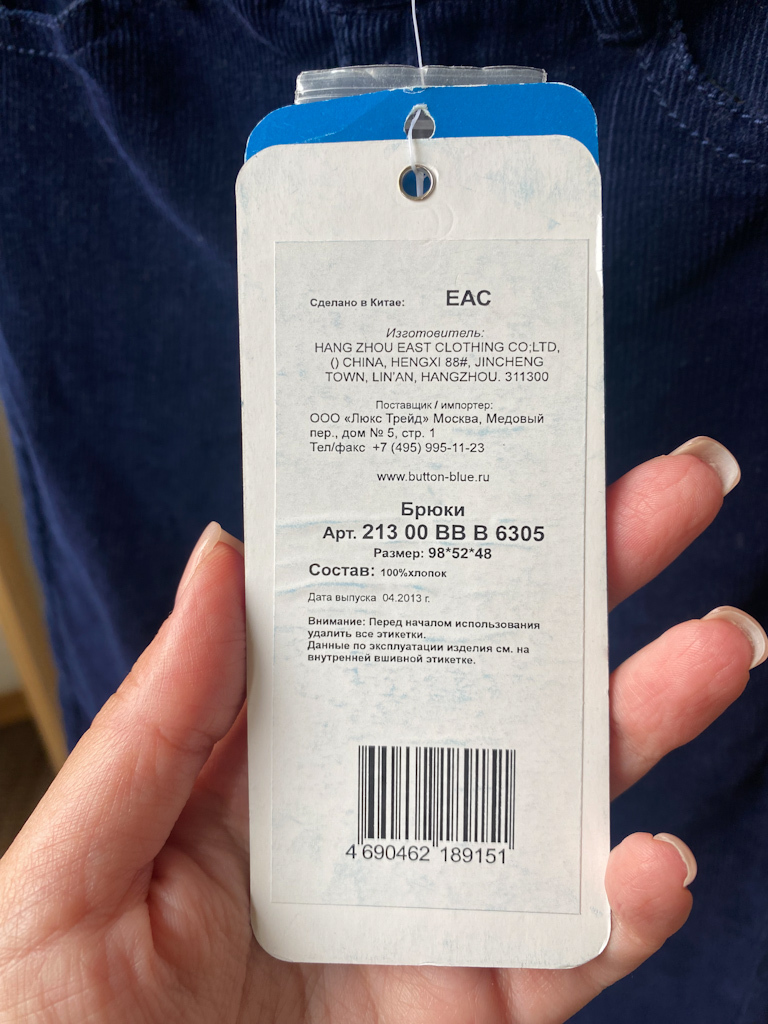 Сделано в Китае: EAC
Изготовитель:
HANG ZHOU EAST CLOTHING CO;LTD,
() CHINA, HENGXI 88#, JINCHENG
TOWN, LIN'AN, HANGZHOU. 311300
Поставщик / импортер:
ООО «Люкс Трейд» Москва, Медовый
пер., дом № 5, стр. 1
Тел/факс +7 (495) 995-11-23
www.button-blue.ru
Брюки
Арт. 213 00 BB B 6305
Размер: 98*52*48
Состав: 100%хлопок
Дата выпуска 04.2013 г.
Внимание: Перед началом использования
удалить все этикетки.
Данные по эксплуатации изделия см. на
внутренней вшивной этикетке.
4 690462 189151